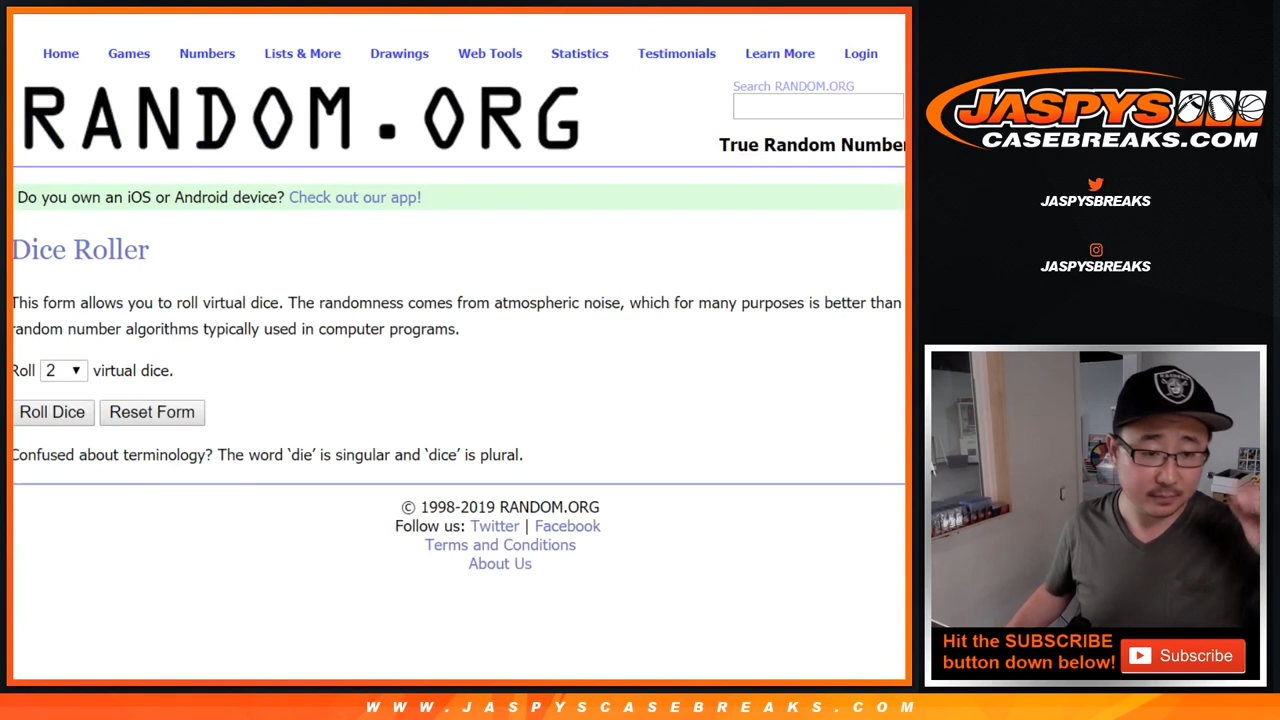 Home Games Numbers Lists & More Drawings Web Tools Statistics Testimonials Learn More Login
RANDOM.ORG
Search RANDOM.ORG
True Random Number
Do you own an iOS or Android device? Check out our app!
Dice Roller
This form allows you to roll virtual dice. The randomness comes from atmospheric noise, which for many purposes is better than
random number algorithms typically used in computer programs.
Roll 2 virtual dice.
Roll Dice Reset Form
Confused about terminology? The word ‘die’ is singular and ‘dice’ is plural.
© 1998-2019 RANDOM.ORG
Follow us: Twitter | Facebook
Terms and Conditions
About Us
JASPYS
CASEBREAKS.COM
JASPYSBREAKS
JASPYSBREAKS
RAIDERS
Hit the SUBSCRIBE
button down below!
Subscribe
WWW.JASPYSCASEBREAKS.COM